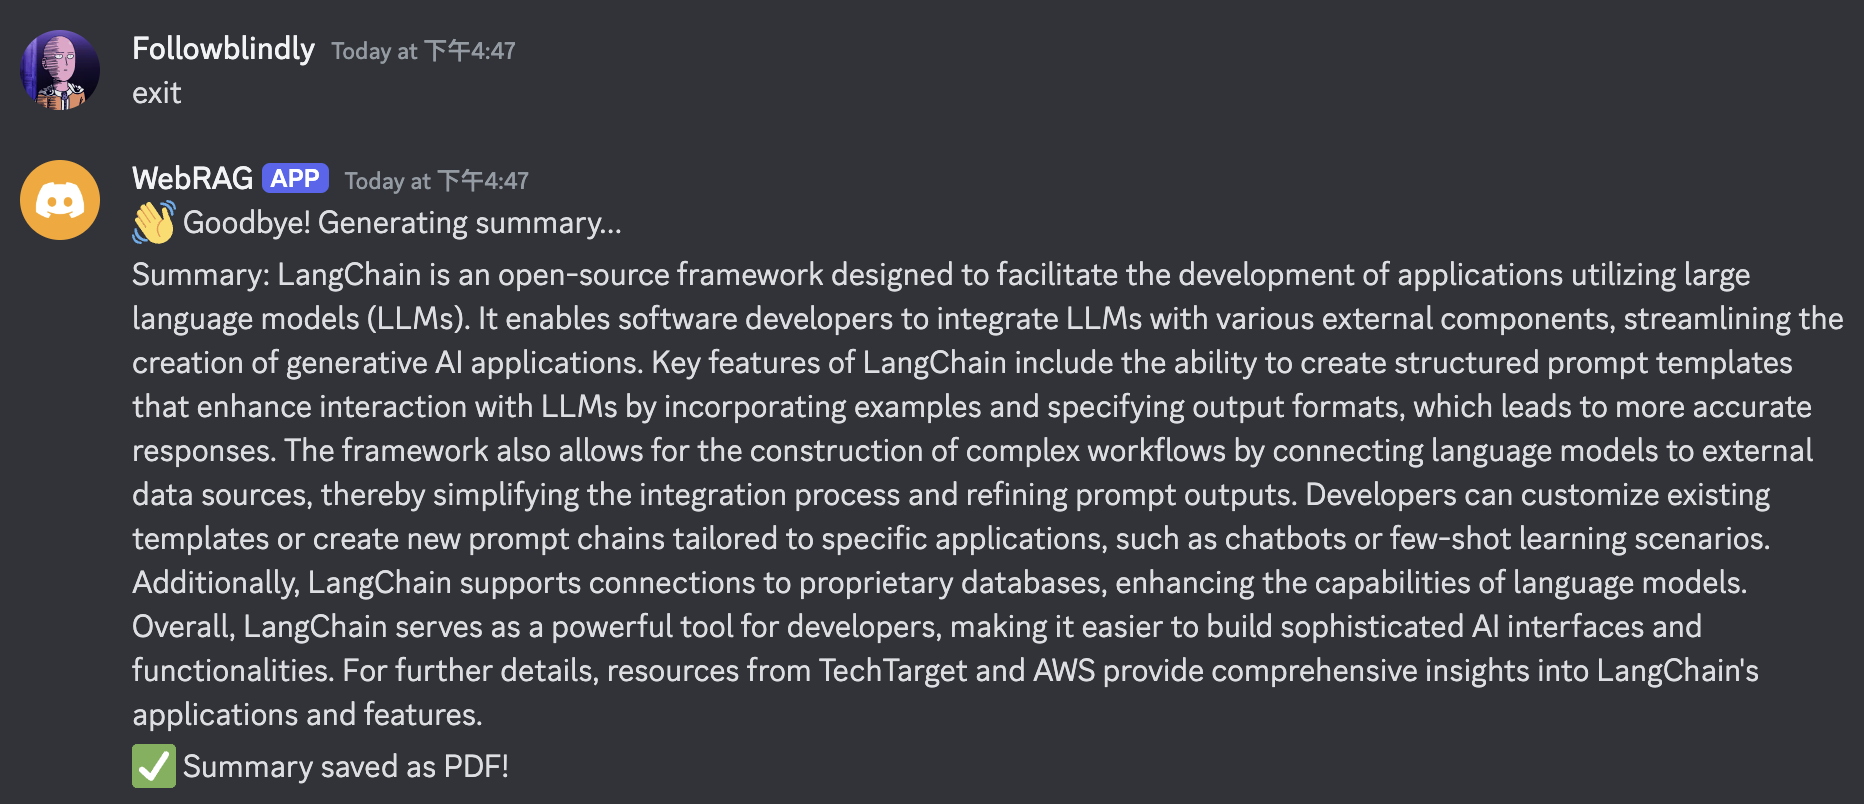 Followblindly Today at 下午4:47
exit
WebRAG APP Today at 下午4:47
👋 Goodbye! Generating summary...
Summary: LangChain is an open-source framework designed to facilitate the development of applications utilizing large
language models (LLMs). It enables software developers to integrate LLMs with various external components, streamlining the
creation of generative AI applications. Key features of LangChain include the ability to create structured prompt templates
that enhance interaction with LLMs by incorporating examples and specifying output formats, which leads to more accurate
responses. The framework also allows for the construction of complex workflows by connecting language models to external
data sources, thereby simplifying the integration process and refining prompt outputs. Developers can customize existing
templates or create new prompt chains tailored to specific applications, such as chatbots or few-shot learning scenarios.
Additionally, LangChain supports connections to proprietary databases, enhancing the capabilities of language models.
Overall, LangChain serves as a powerful tool for developers, making it easier to build sophisticated AI interfaces and
functionalities. For further details, resources from TechTarget and AWS provide comprehensive insights into LangChain's
applications and features.
✅ Summary saved as PDF!